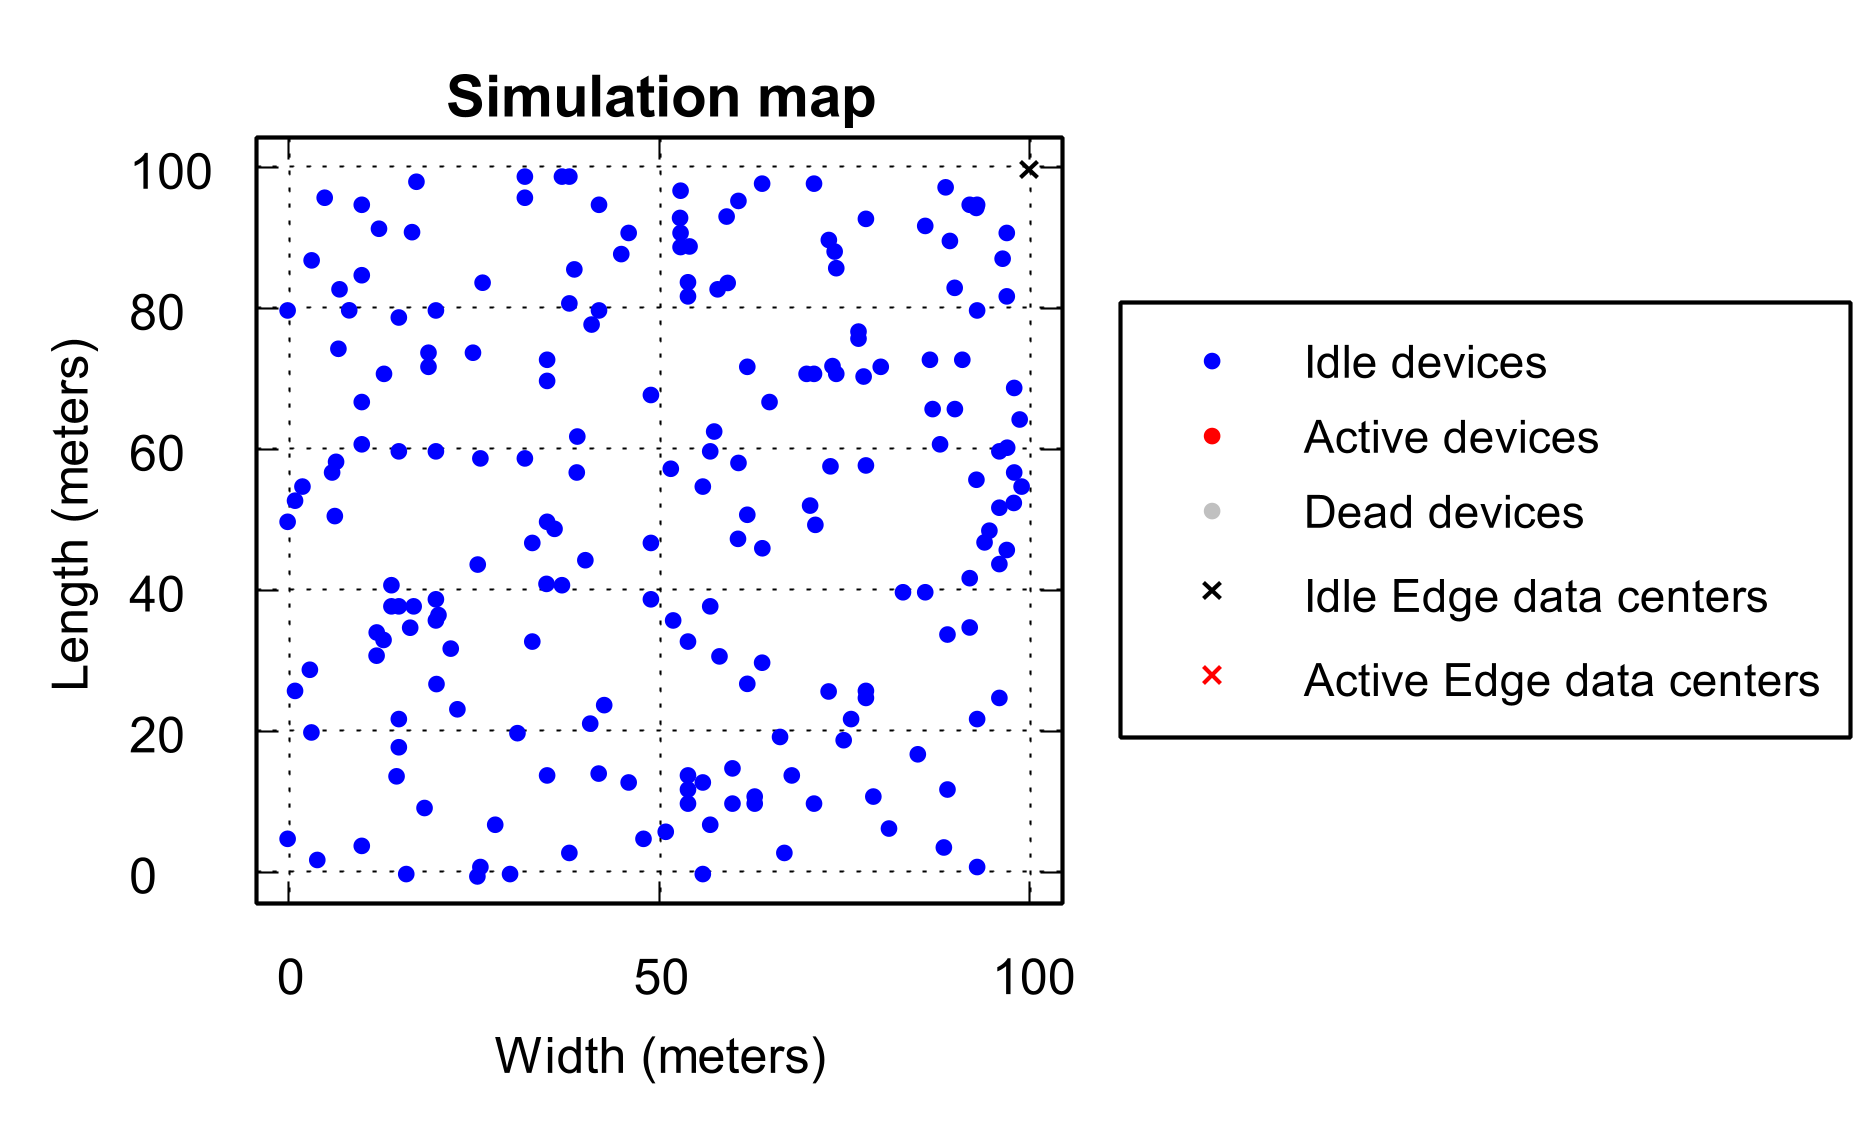 Simulation map
100
80
60
40
20
0
Length (meters)
0 50 100
Width (meters)
Idle devices
Active devices
Dead devices
Idle Edge data centers
Active Edge data centers